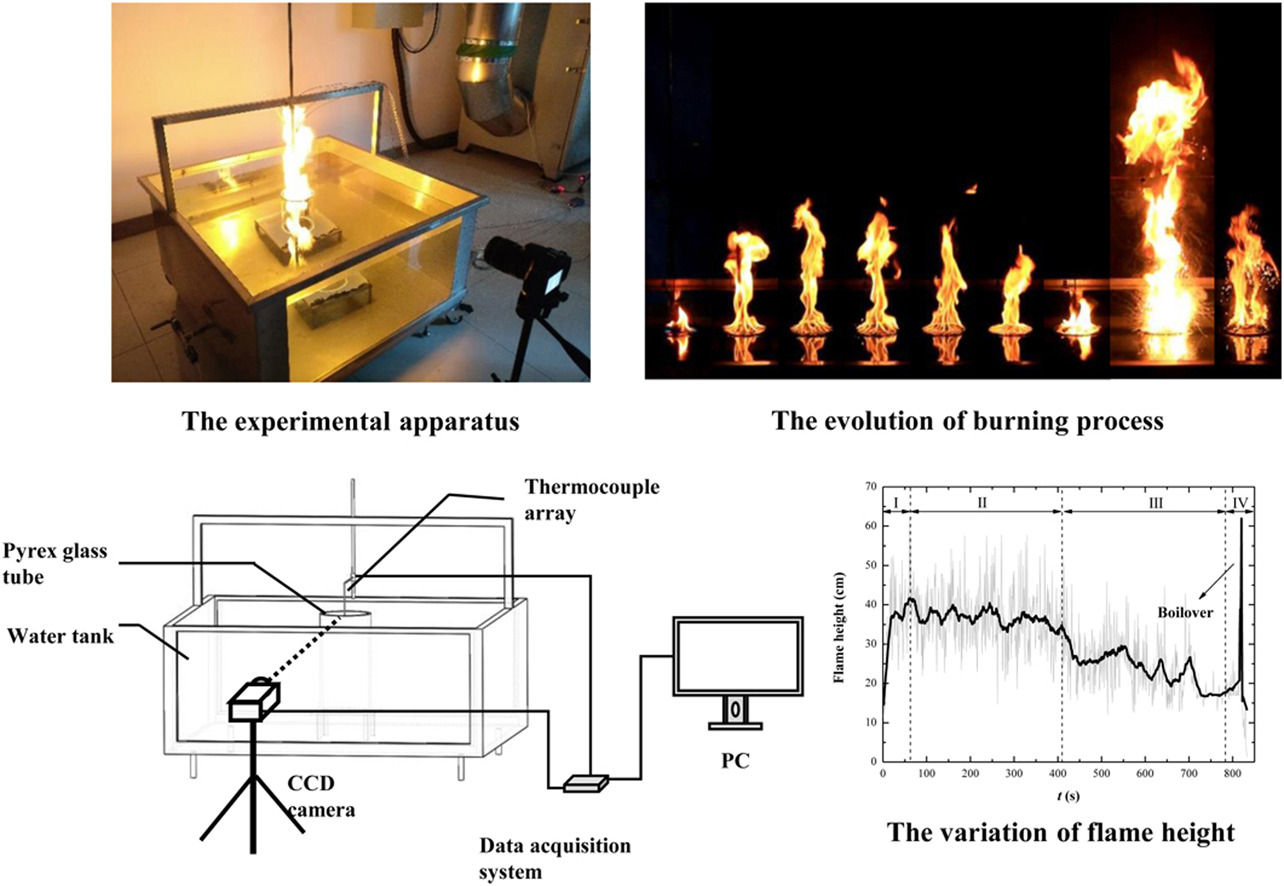 The experimental apparatus
The evolution of burning process
Thermocouple
array
Pyrex glass
tube
Water tank
CCD
camera
PC
Data acquisition
system
70
60
50
40
30
20
10
0
Flame height (cm)
I
II
III
IV
Boilover
0
100
200
300
400
500
600
700
800
t (s)
The variation of flame height